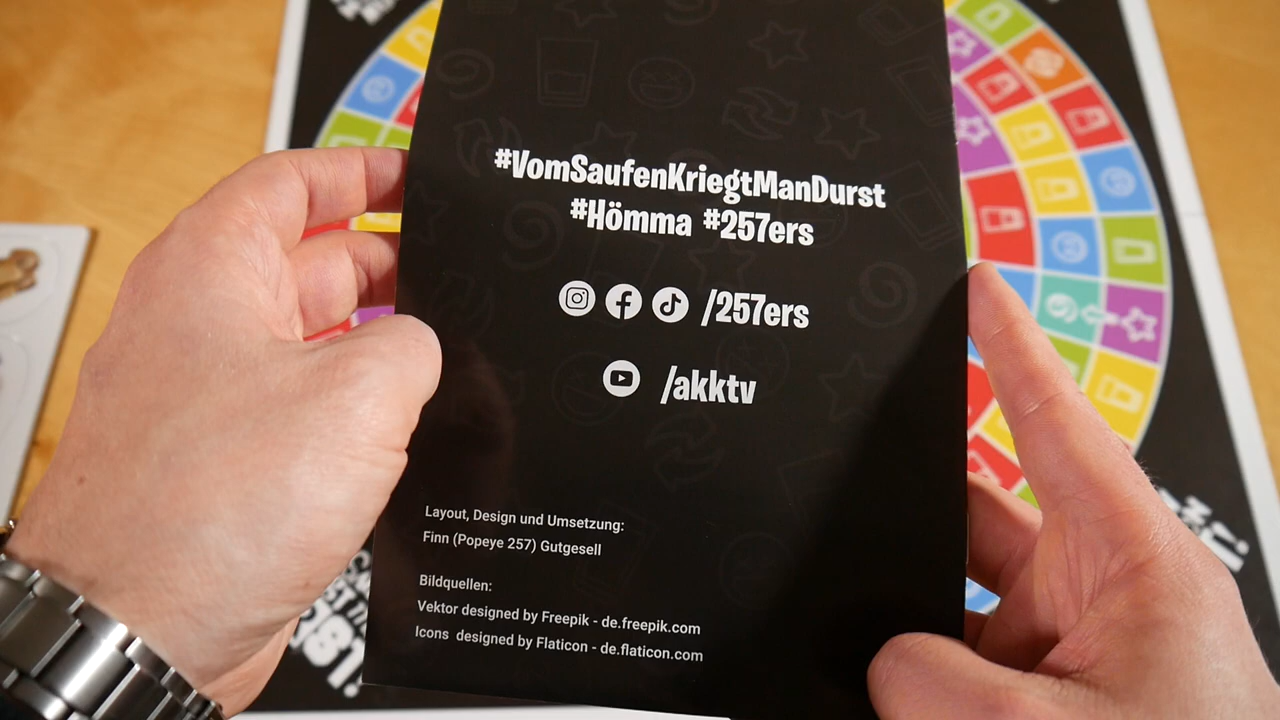 #VomSaufenKriegtManDurst
#Hömma #257ers
/257ers
/akktv
Layout, Design und Umsetzung:
Finn (Popeye 257) Gutgesell
Bildquellen:
Vektor designed by Freepik - de.freepik.com
Icons designed by Flaticon - de.flaticon.com